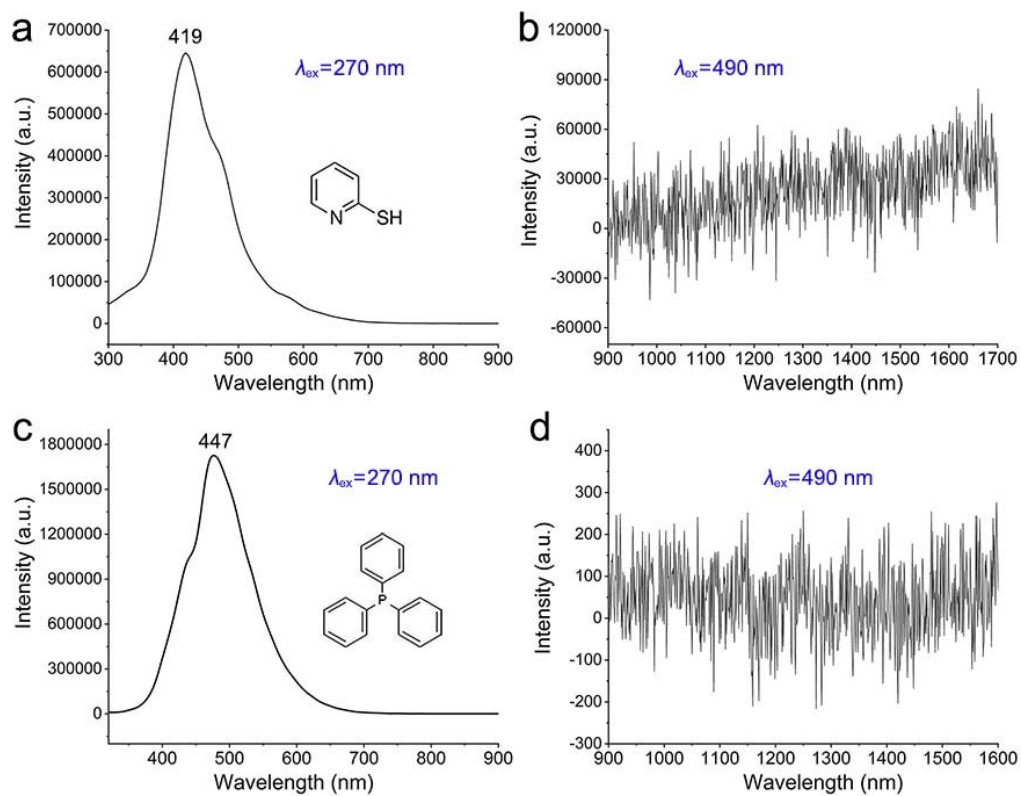 a
419
λex=270 nm
N
SH
Intensity (a.u.)
700000
600000
500000
400000
300000
200000
100000
0
300 400 500 600 700 800 900
Wavelength (nm)
b
λex=490 nm
Intensity (a.u.)
120000
90000
60000
30000
0
-30000
-60000
900 1000 1100 1200 1300 1400 1500 1600 1700
Wavelength (nm)
c
447
λex=270 nm
P
Intensity (a.u.)
1800000
1500000
1200000
900000
600000
300000
0
400 500 600 700 800 900
Wavelength (nm)
d
λex=490 nm
Intensity (a.u.)
400
300
200
100
0
-100
-200
-300
900 1000 1100 1200 1300 1400 1500 1600
Wavelength (nm)